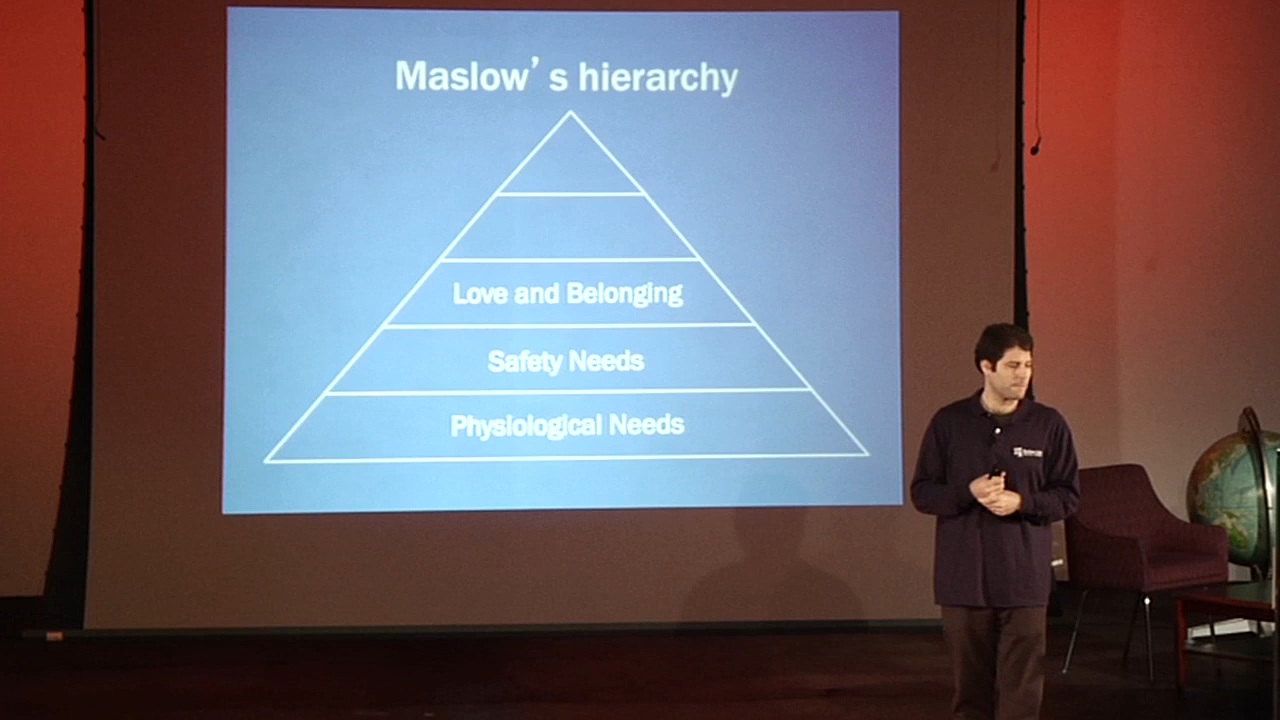 Maslow's hierarchy
Love and Belonging
Safety Needs
Physiological Needs